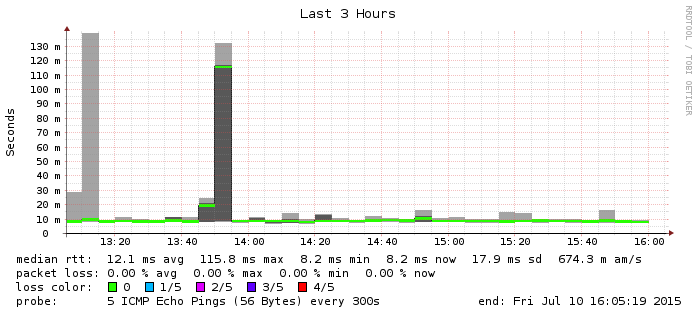 Last 3 Hours
RRDTOOL / TOBI OETIKER
Seconds
130 m
120 m
110 m
100 m
90 m
80 m
70 m
60 m
50 m
40 m
30 m
20 m
10 m
0
13:20 13:40 14:00 14:20 14:40 15:00 15:20 15:40 16:00
median rtt: 12.1 ms avg 115.8 ms max 8.2 ms min 8.2 ms now 17.9 ms sd 674.3 m am/s
packet loss: 0.00 % avg 0.00 % max 0.00 % min 0.00 % now
loss color: 0 1/5 2/5 3/5 4/5
probe: 5 ICMP Echo Pings (56 Bytes) every 300s end: Fri Jul 10 16:05:19 2015